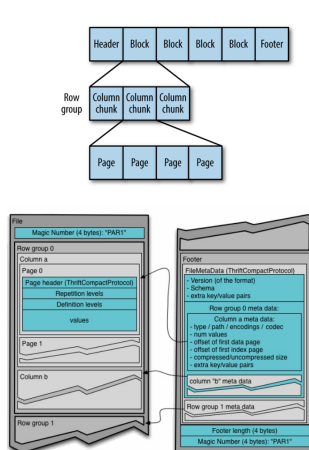 Header Block Block Block Block Footer
Row
group
Column
chunk
Column
chunk
Column
chunk
Page Page Page Page
File
Magic Number (4 bytes): "PAR1"
Row group 0
Column a
Page 0
Page header (ThriftCompactProtocol)
Repetition levels
Definition levels
values
Page 1
Column b
Row group 1
Footer
FileMetaData (ThriftCompactProtocol)
- Version (of the format)
- Schema
- extra key/value pairs
Row group 0 meta data:
Column a meta data:
- type / path / encodings / codec
- num values
- offset of first data page
- offset of first index page
- compressed/uncompressed size
- extra key/value pairs
column "b" meta data
Row group 1 meta data
Footer length (4 bytes)
Magic Number (4 bytes): "PAR1"